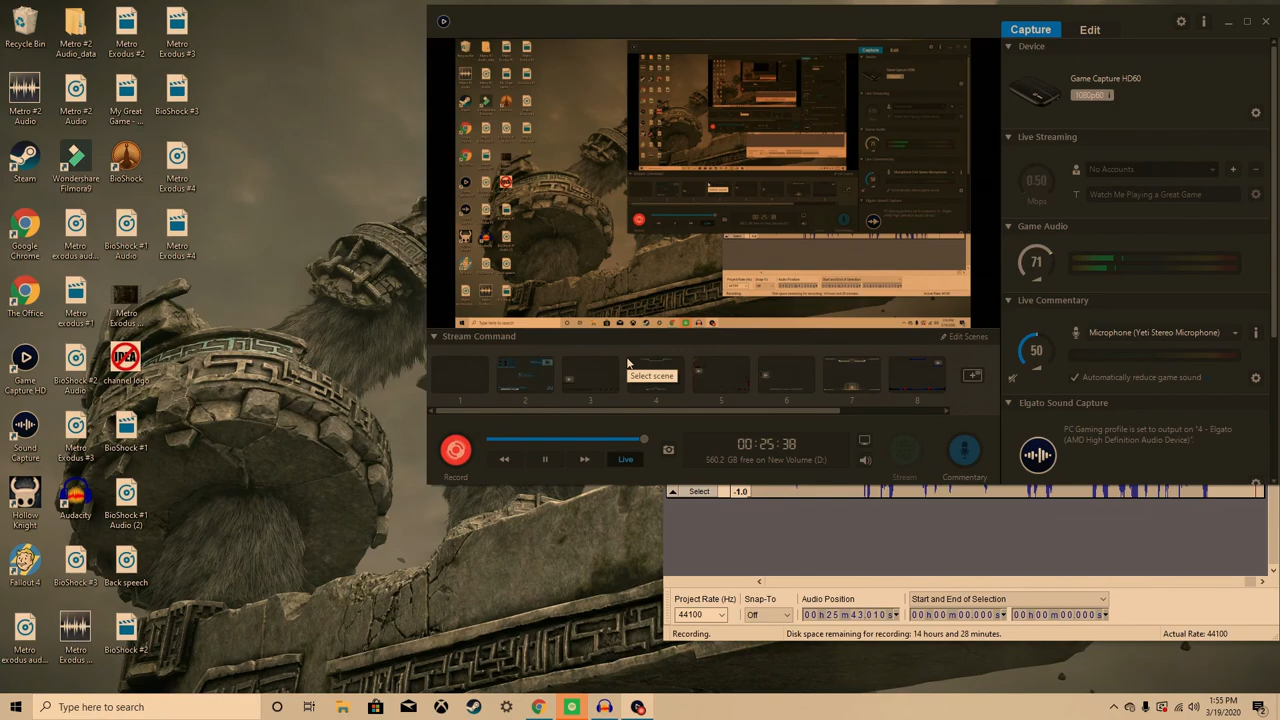 Recycle Bin
Metro #2
Audio_data
Metro
Exodus #2
Metro
Exodus #3
Metro #2
Audio
Metro #2
Audio
My Great
Game - ...
BioShock #3
Steam
Wondershare
Filmora9
BioShock
Metro
Exodus #4
Google
Chrome
Metro
exodus aud...
BioShock #1
Audio
Metro
Exodus #4
The Office
Metro
exodus #1
Metro
Exodus ...
Game
Capture HD
BioShock #2
Audio
IDEA
channel logo
Sound
Capture
Metro
Exodus #3
BioShock #1
Hollow
Knight
Audacity
BioShock #1
Audio (2)
Fallout 4
BioShock #3
Back speech
Metro
exodus aud...
Metro
Exodus ...
BioShock #2
Capture
Edit
Device
Game Capture HD60
1080p60
Live Streaming
0.50
Mbps
No Accounts
Watch Me Playing a Great Game
Game Audio
71
Live Commentary
50
Microphone (Yeti Stereo Microphone)
Automatically reduce game sound
Elgato Sound Capture
PC Gaming profile is set to output on "4 - Elgato
(AMD High Definition Audio Device)".
Stream Command
Edit Scenes
Select scene
1 2 3 4 5 6 7 8
Record
Live
00:25:38
560.2 GB free on New Volume (D:)
Stream
Commentary
Select
-1.0
Project Rate (Hz)
Snap-To
Audio Position
Start and End of Selection
44100
Off
00 h 25 m 43.010 s
00 h 00 m 00.000 s
00 h 00 m 00.000 s
Recording.
Disk space remaining for recording: 14 hours and 28 minutes.
Actual Rate: 44100
Type here to search
1:55 PM
3/19/2020
2